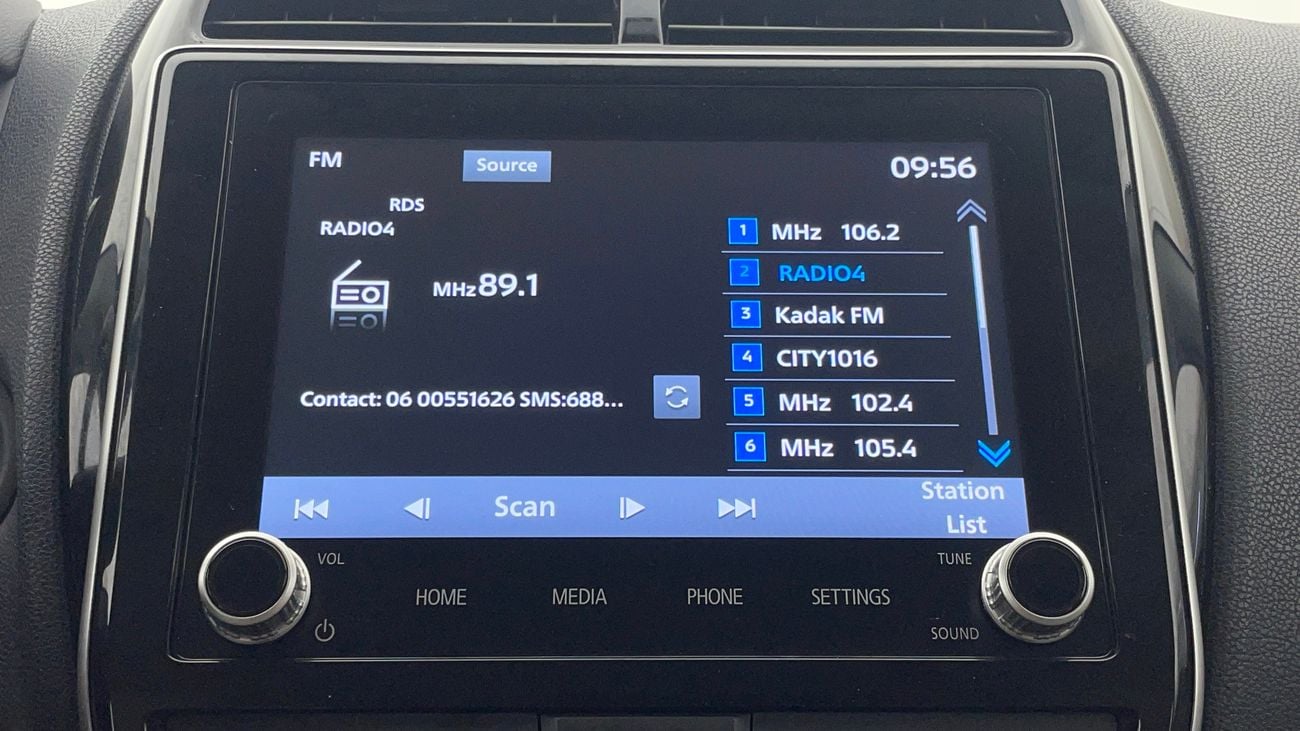 FM
Source
09:56
RDS
RADIO4
MHz 89.1
1 MHz 106.2
2 RADIO4
3 Kadak FM
4 CITY1016
5 MHz 102.4
6 MHz 105.4
Contact: 06 00551626 SMS:688...
Scan
Station
List
VOL
TUNE
HOME
MEDIA
PHONE
SETTINGS
SOUND